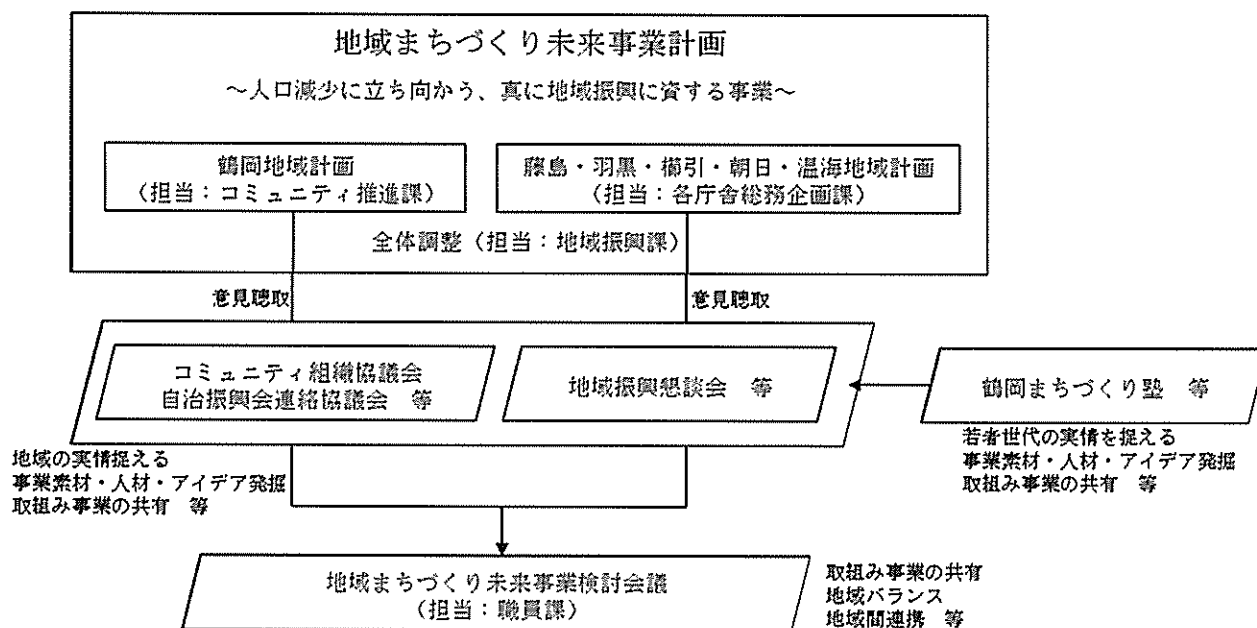 地域まちづくり未来事業計画
～人口減少に立ち向かう、真に地域振興に資する事業～
鶴岡地域計画
（担当：コミュニティ推進課）
藤島・羽黒・櫛引・朝日・温海地域計画
（担当：各庁舎総務企画課）
全体調整（担当：地域振興課）
意見聴取
意見聴取
コミュニティ組織協議会
自治振興会連絡協議会　等
地域振興懇談会　等
鶴岡まちづくり塾　等
地域の実情捉える
事業素材・人材・アイデア発掘
取組み事業の共有　等
若者世代の実情を捉える
事業素材・人材・アイデア発掘
取組み事業の共有　等
地域まちづくり未来事業検討会議
（担当：職員課）
取組み事業の共有
地域バランス
地域間連携　等